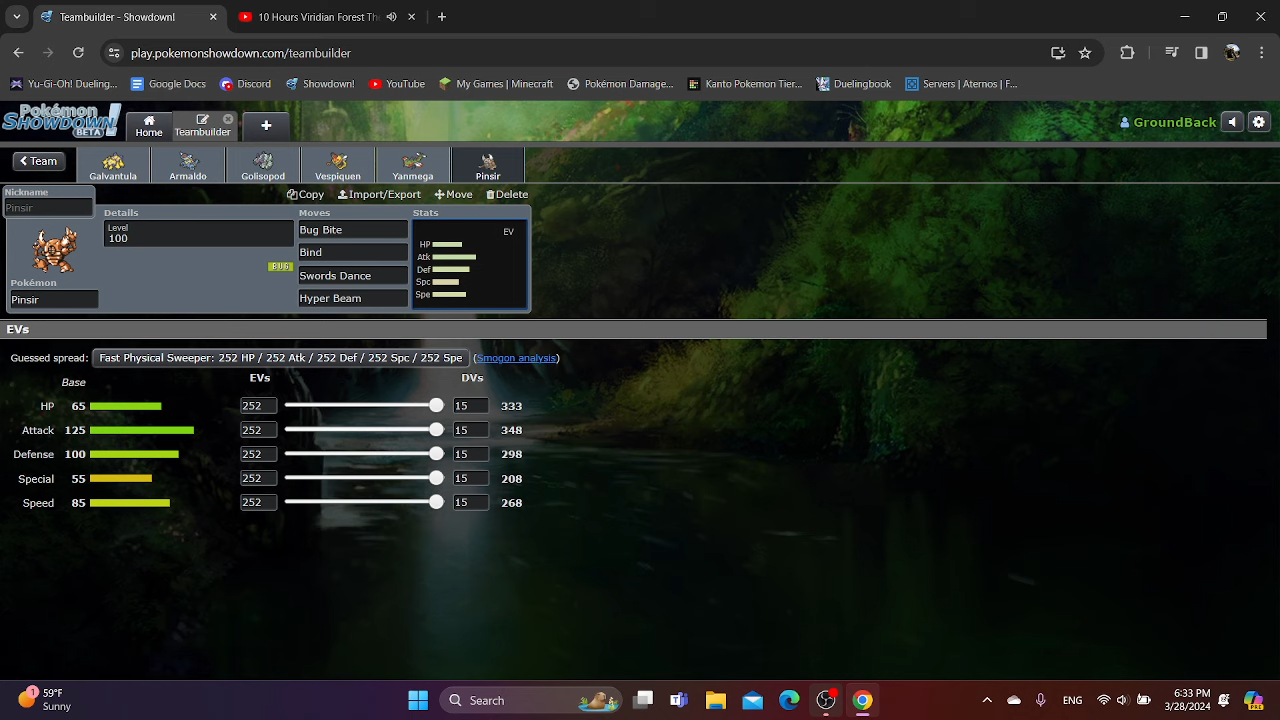 Teambuilder - Showdown!
10 Hours Viridian Forest Th
play.pokemonshowdown.com/teambuilder
Yu-Gi-Oh! Dueling... Google Docs Discord Showdown! YouTube My Games | Minecraft Pokémon Damage... Kanto Pokemon Tier... Duelingbook Servers | Aternos | F...
Pokémon
SHOWDOWN!
BETA
Home
Teambuilder
GroundBack
Team
Galvantula Armaldo Golisopod Vespiquen Yanmega Pinsir
Nickname
Pinsir
Copy Import/Export Move Delete
Details Moves Stats
Level
100
BUG
Bug Bite
Bind
Swords Dance
Hyper Beam
EV
HP
Atk
Def
Spc
Spe
Pokémon
Pinsir
EVs
Guessed spread: Fast Physical Sweeper: 252 HP / 252 Atk / 252 Def / 252 Spc / 252 Spe (Smogon analysis)
Base EVs DVs
HP 65 252 15 333
Attack 125 252 15 348
Defense 100 252 15 298
Special 55 252 15 208
Speed 85 252 15 268
1
59°F
Sunny
Search
ENG
6:33 PM
3/28/2024
PRE